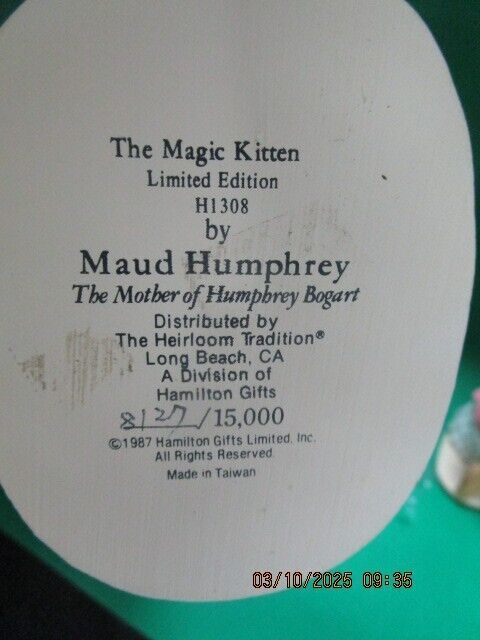 The Magic Kitten
Limited Edition
H1308
by
Maud Humphrey
The Mother of Humphrey Bogart
Distributed by
The Heirloom Tradition®
Long Beach, CA
A Division of
Hamilton Gifts
8127/15,000
©1987 Hamilton Gifts Limited, Inc.
All Rights Reserved.
Made in Taiwan
03/10/2025 09:35